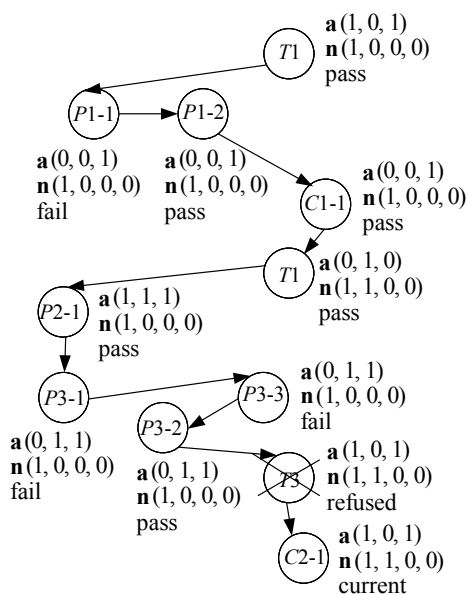 T1
a(1, 0, 1)
n(1, 0, 0, 0)
pass
P1-1
a(0, 0, 1)
n(1, 0, 0, 0)
fail
P1-2
a(0, 0, 1)
n(1, 0, 0, 0)
pass
C1-1
a(0, 0, 1)
n(1, 0, 0, 0)
pass
T1
a(0, 1, 0)
n(1, 1, 0, 0)
pass
P2-1
a(1, 1, 1)
n(1, 0, 0, 0)
pass
P3-1
a(0, 1, 1)
n(1, 0, 0, 0)
fail
P3-3
a(0, 1, 1)
n(1, 0, 0, 0)
fail
P3-2
a(0, 1, 1)
n(1, 0, 0, 0)
pass
T3
a(1, 0, 1)
n(1, 1, 0, 0)
refused
C2-1
a(1, 0, 1)
n(1, 1, 0, 0)
current